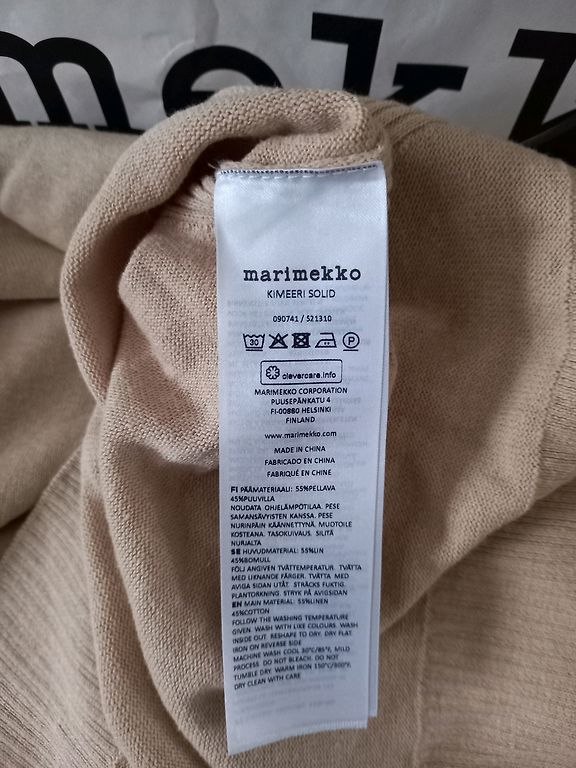 mekk
marimekko
KIMEERI SOLID
090741 / 521310
30 P
clevercare.info
MARIMEKKO CORPORATION
PUUSEPÄNKATU 4
FI-00880 HELSINKI
FINLAND
www.marimekko.com
MADE IN CHINA
FABRICADO EN CHINA
FABRIQUÉ EN CHINE
FI PÄÄMATERIAALI: 55%PELLAVA
45%PUUVILLA
NOUDATA OHJELÄMPÖTILAA. PESE
SAMANSÄVYISTEN KANSSA. PESE
NURINPÄIN KÄÄNNETTYNÄ. MUOTOILE
KOSTEANA. TASOKUIVAUS. SILITÄ
NURJALTA
SE HUVUDMATERIAL: 55%LIN
45%BOMULL
FÖLJ ANGIVEN TVÄTTEMPERATUR. TVÄTTA
MED LIKNANDE FÄRGER. TVÄTTA MED
AVIGA SIDAN UTÅT. STRÄCKS FUKTIG.
PLANTORKNING. STRYK PÅ AVIGSIDAN
EN MAIN MATERIAL: 55%LINEN
45%COTTON
FOLLOW THE WASHING TEMPERATURE
GIVEN. WASH WITH LIKE COLOURS. WASH
INSIDE OUT. RESHAPE TO DRY. DRY FLAT.
IRON ON REVERSE SIDE
MACHINE WASH COOL 30°C/85°F, MILD
PROCESS. DO NOT BLEACH. DO NOT
TUMBLE DRY. WARM IRON 150°C/300°F.
DRY CLEAN WITH CARE